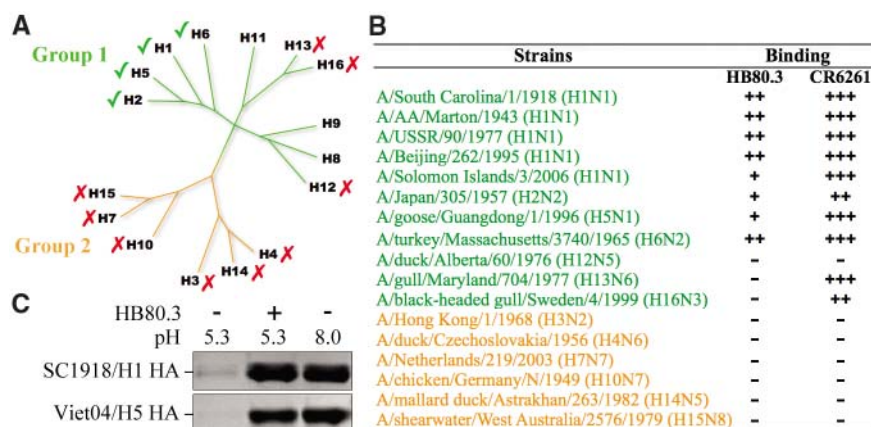 A
Group 1
✓ H6
✓ H1
✓ H5
✓ H2
H11
H13 ✗
H16 ✗
H9
H8
H12 ✗
✗ H15
✗ H7
✗ H10
Group 2
H3 ✗
H14 ✗
H4 ✗
B
Strains Binding
HB80.3 CR6261
A/South Carolina/1/1918 (H1N1) ++ +++
A/AA/Marton/1943 (H1N1) ++ +++
A/USSR/90/1977 (H1N1) ++ +++
A/Beijing/262/1995 (H1N1) ++ +++
A/Solomon Islands/3/2006 (H1N1) + +++
A/Japan/305/1957 (H2N2) + ++
A/goose/Guangdong/1/1996 (H5N1) + +++
A/turkey/Massachusetts/3740/1965 (H6N2) ++ +++
A/duck/Alberta/60/1976 (H12N5) – –
A/gull/Maryland/704/1977 (H13N6) – +++
A/black-headed gull/Sweden/4/1999 (H16N3) – ++
A/Hong Kong/1/1968 (H3N2) – –
A/duck/Czechoslovakia/1956 (H4N6) – –
A/Netherlands/219/2003 (H7N7) – –
A/chicken/Germany/N/1949 (H10N7) – –
A/mallard duck/Astrakhan/263/1982 (H14N5) – –
A/shearwater/West Australia/2576/1979 (H15N8) – –
C
HB80.3 – + –
pH 5.3 5.3 8.0
SC1918/H1 HA
Viet04/H5 HA